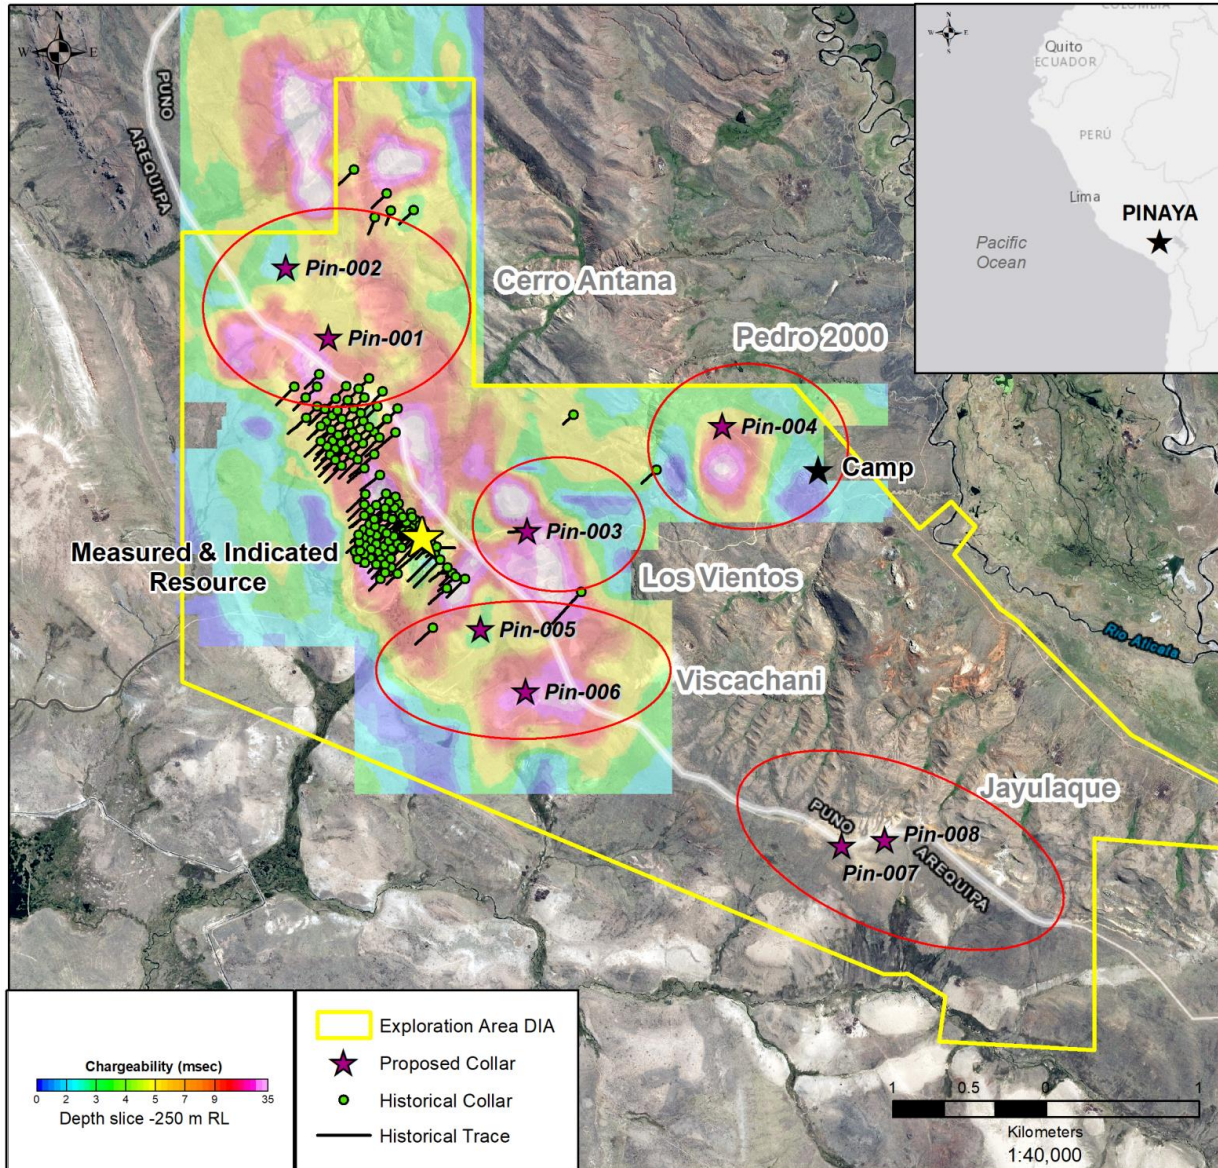 N
W E
S
PUNO
AREQUIPA
Pin-002
Pin-001
Cerro Antana
Pedro 2000
Pin-004
Camp
Pin-003
Measured & Indicated
Resource
Los Vientos
Pin-005
Pin-006
Viscachani
Jayulaque
PUNO
AREQUIPA
Pin-008
Pin-007
Río Aticata
N
W E
S
COLOMBIA
Quito
ECUADOR
PERÚ
Lima
PINAYA
Pacific
Ocean
Chargeability (msec)
0 2 3 4 5 7 9 35
Depth slice -250 m RL
Exploration Area DIA
Proposed Collar
Historical Collar
Historical Trace
1 0.5 0 1
Kilometers
1:40,000